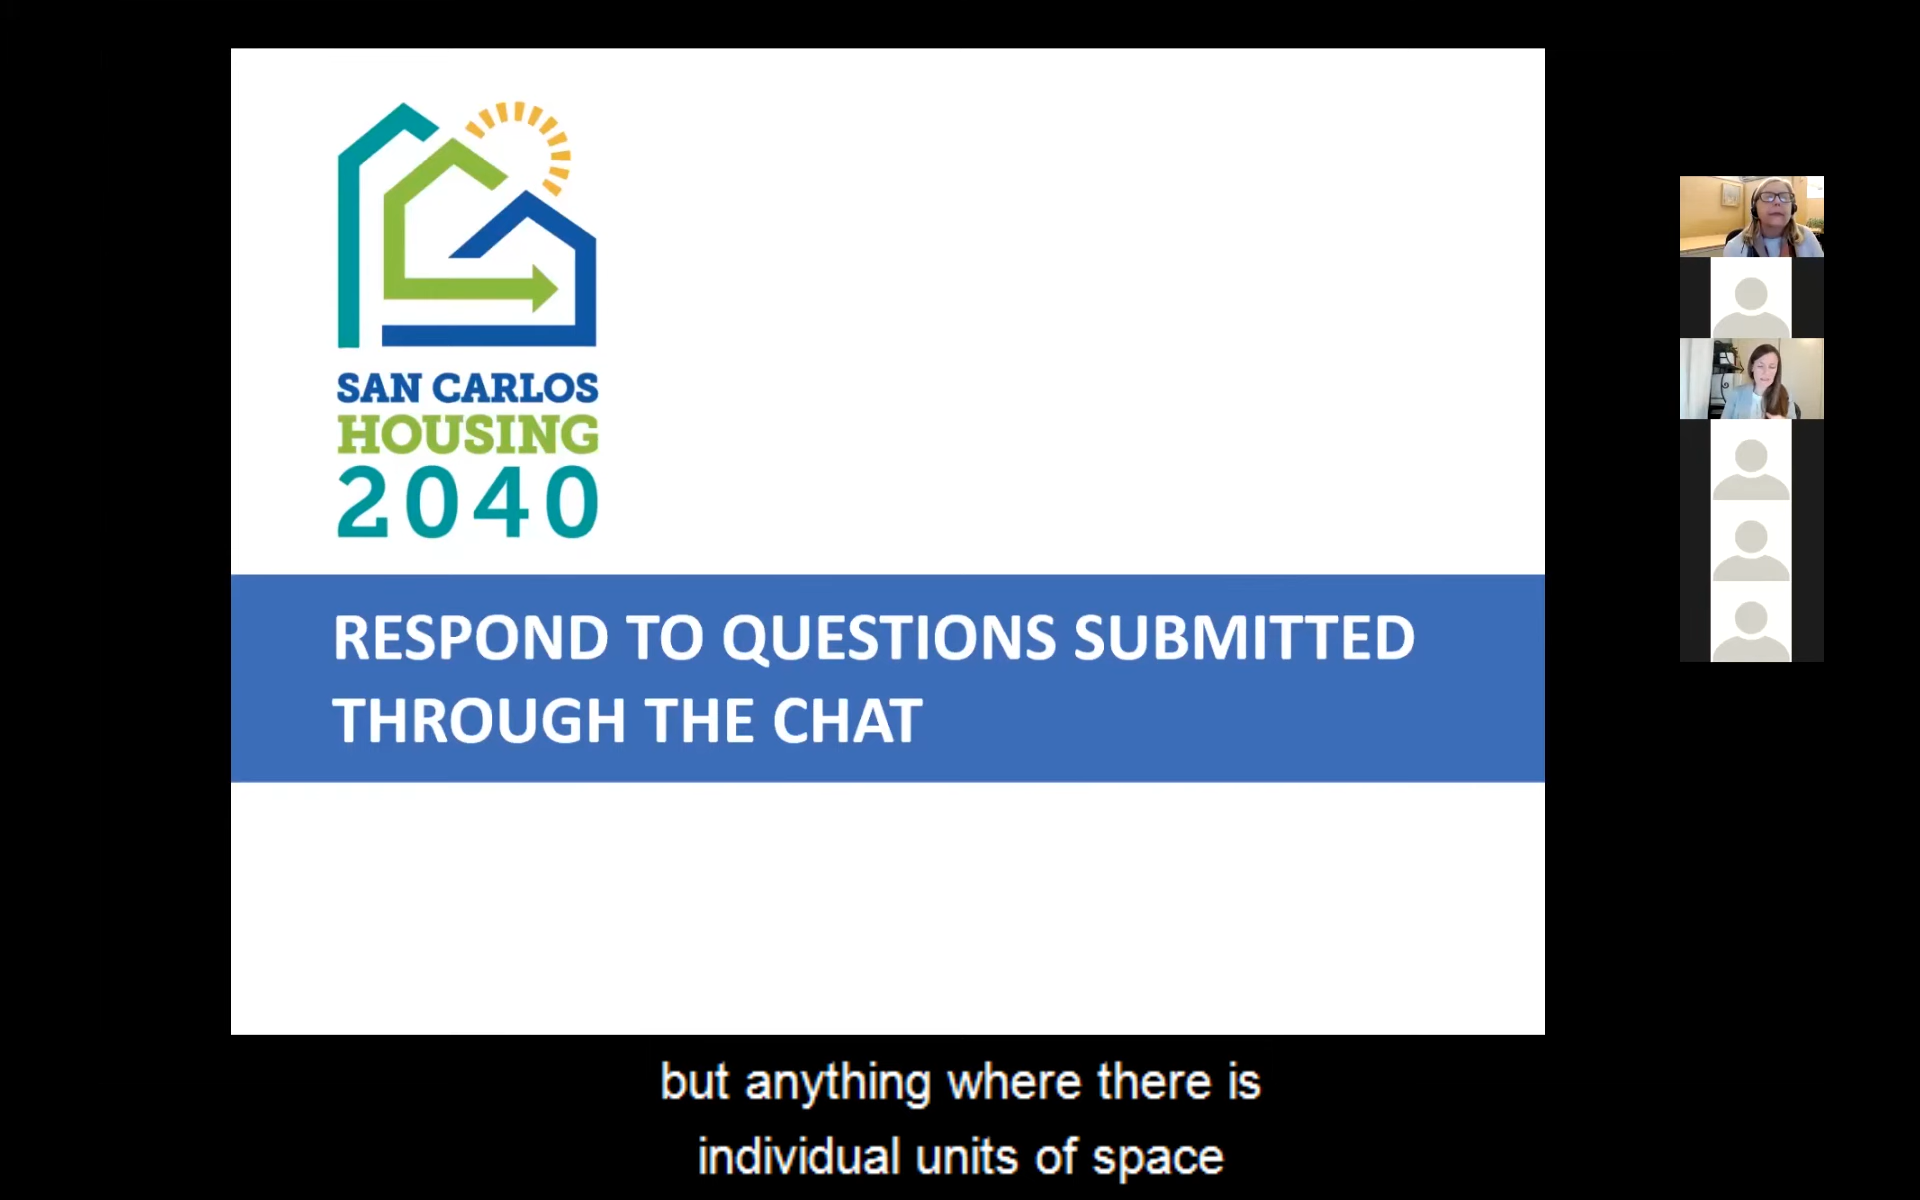 SAN CARLOS
HOUSING
2040
RESPOND TO QUESTIONS SUBMITTED
THROUGH THE CHAT
but anything where there is
individual units of space